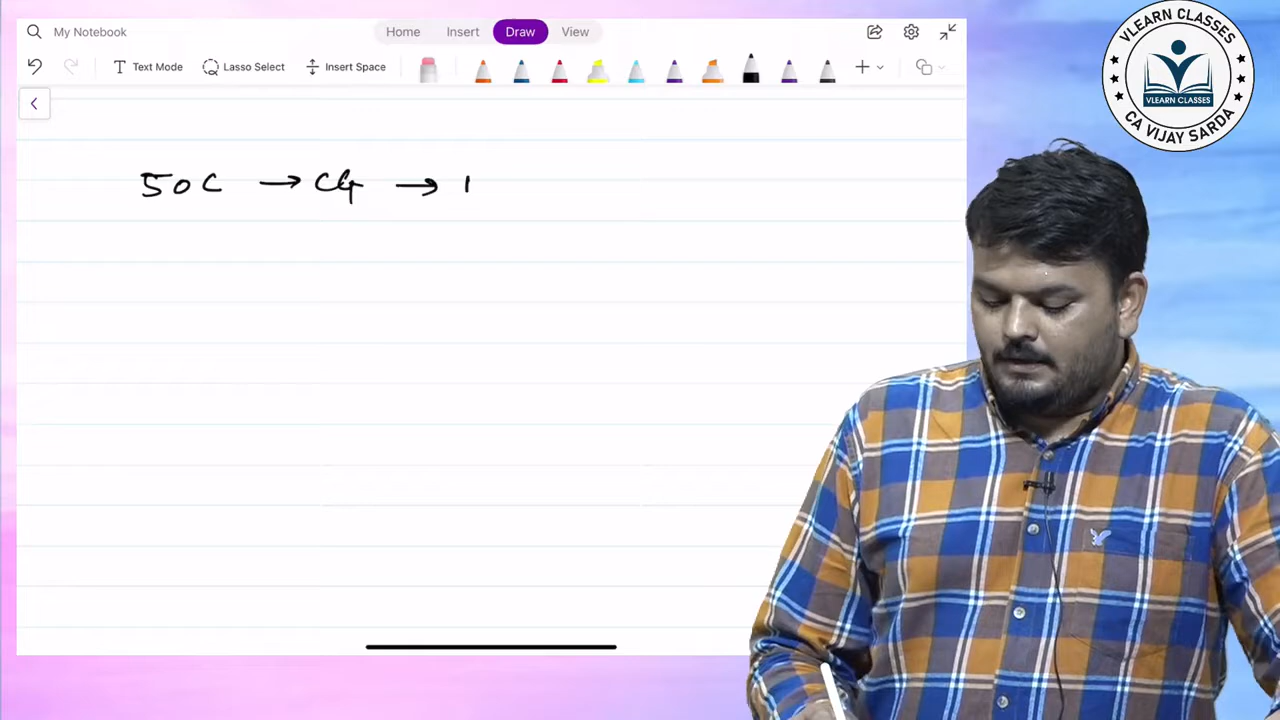 VLEARN CLASSES
My Notebook Home Insert Draw View
Text Mode Lasso Select Insert Space
VLEARN CLASSES
CA VIJAY SARDA
50C → CG → 1